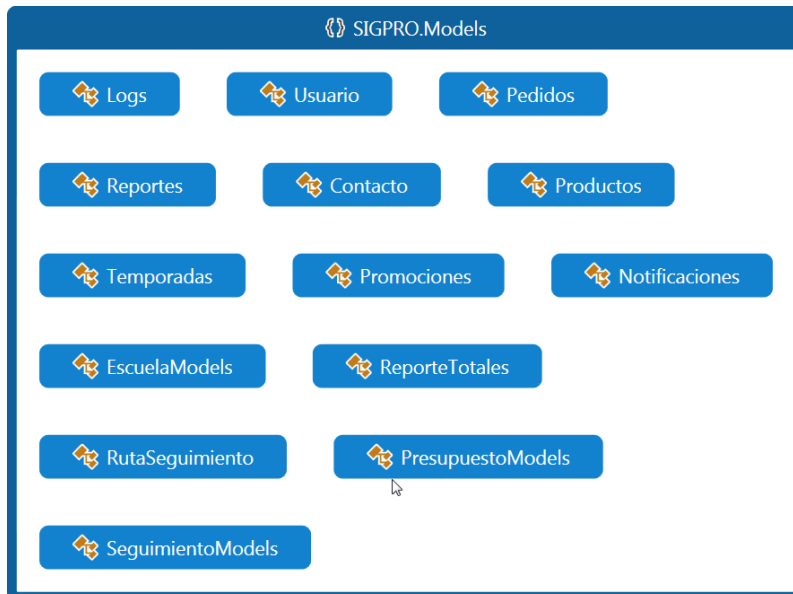 SIGPRO.Models
Logs Usuario Pedidos
Reportes Contacto Productos
Temporadas Promociones Notificaciones
EscuelaModels ReporteTotales
RutaSeguimiento PresupuestoModels
SeguimientoModels